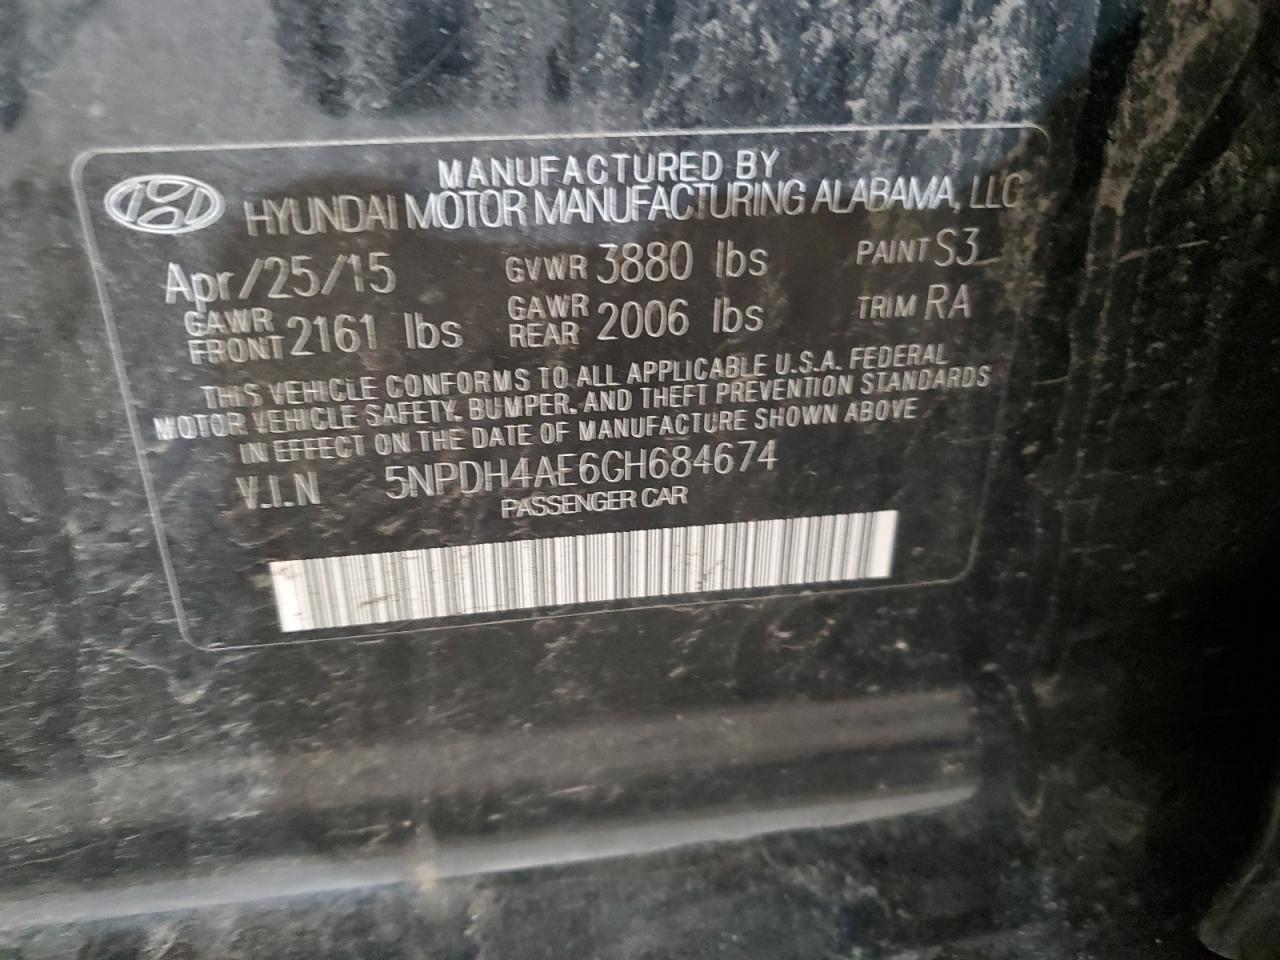 MANUFACTURED BY
HYUNDAI MOTOR MANUFACTURING ALABAMA, LLC
Apr/25/15 GVWR 3880 lbs PAINT S3
GAWR FRONT 2161 lbs GAWR REAR 2006 lbs TRIM RA
THIS VEHICLE CONFORMS TO ALL APPLICABLE U.S.A. FEDERAL
MOTOR VEHICLE SAFETY, BUMPER, AND THEFT PREVENTION STANDARDS
IN EFFECT ON THE DATE OF MANUFACTURE SHOWN ABOVE
V.I.N 5NPDH4AE6GH684674
PASSENGER CAR